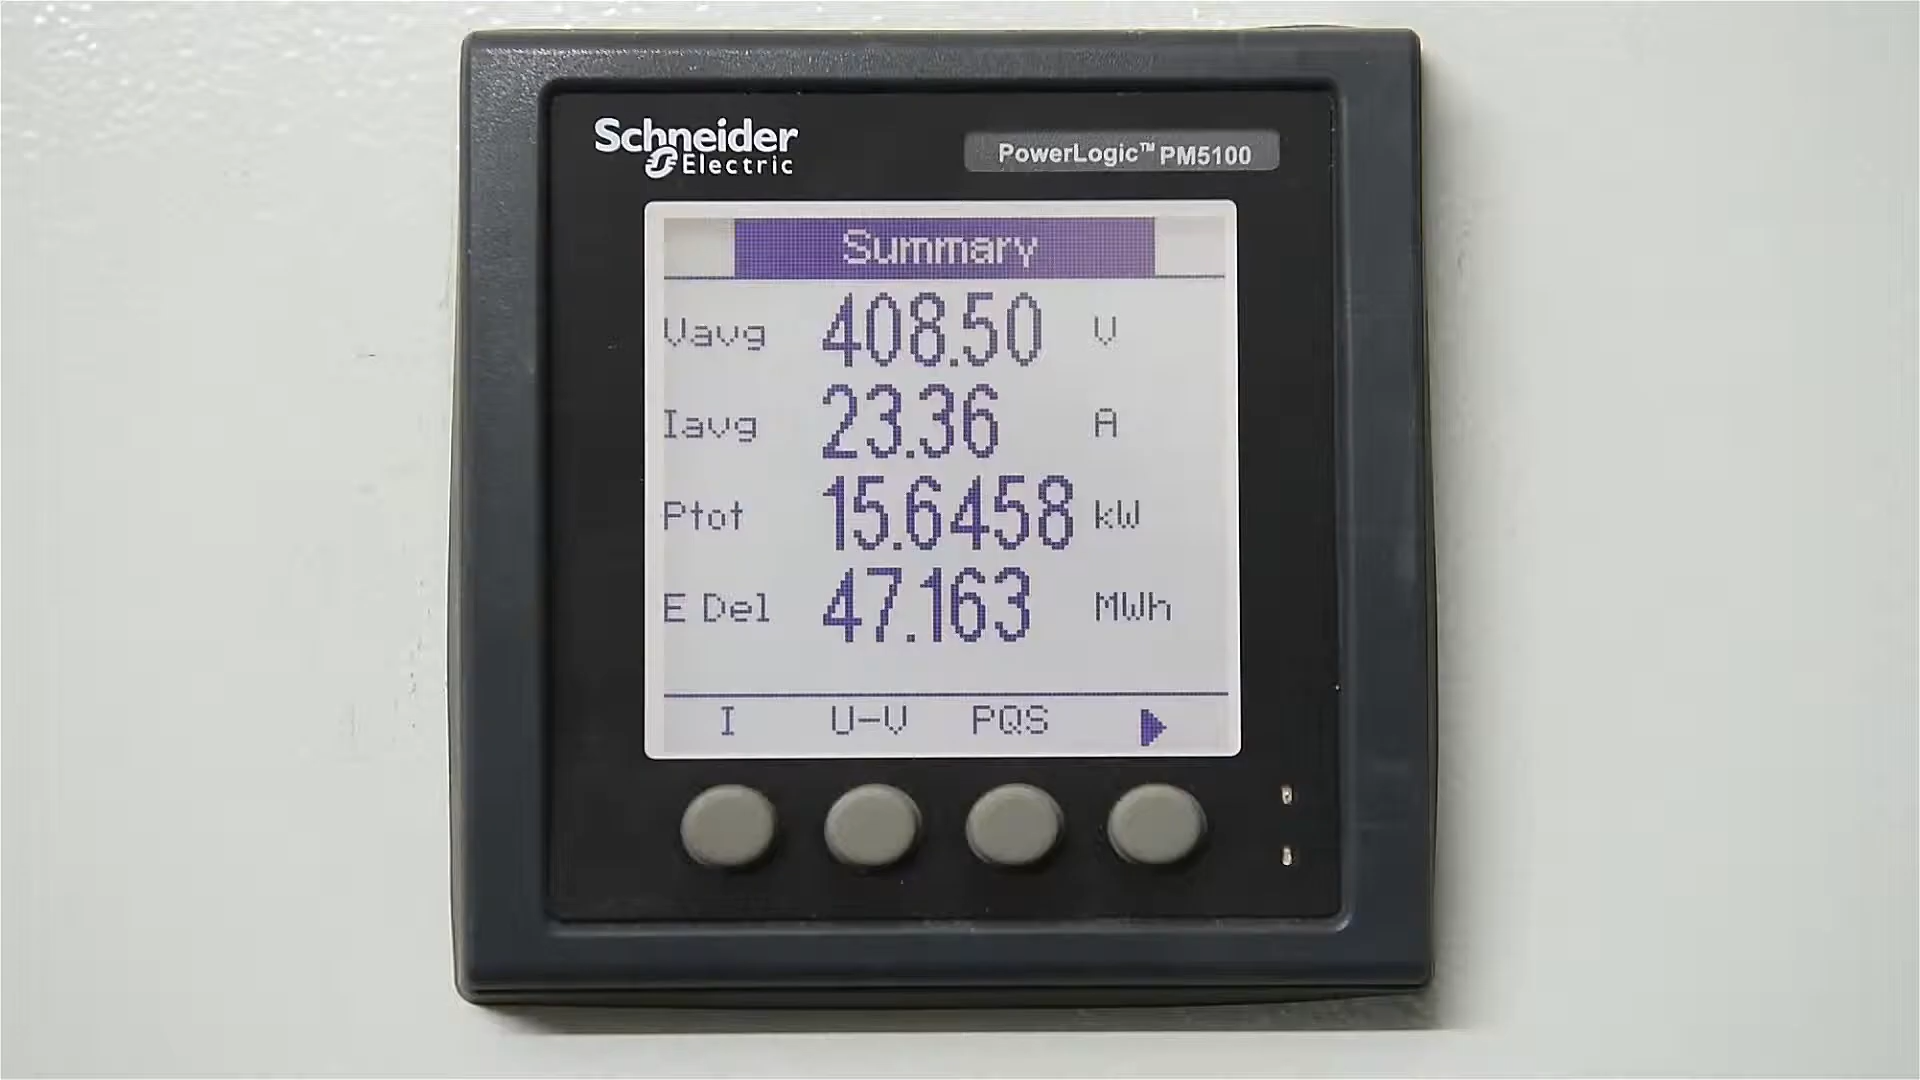 Schneider
Electric
PowerLogic™ PM5100
Summary
Vavg 408.50 V
Iavg 23.36 A
Ptot 15.6458 kW
E Del 47.163 MWh
I U-V PQS